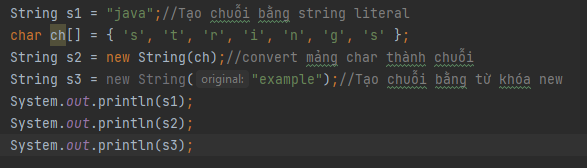 String s1 = "java";//Tạo chuỗi bằng string literal
char ch[] = { 's', 't', 'r', 'i', 'n', 'g', 's' };
String s2 = new String(ch);//convert mảng char thành chuỗi
String s3 = new String( original: "example");//Tạo chuỗi bằng từ khóa new
System.out.println(s1);
System.out.println(s2);
System.out.println(s3);